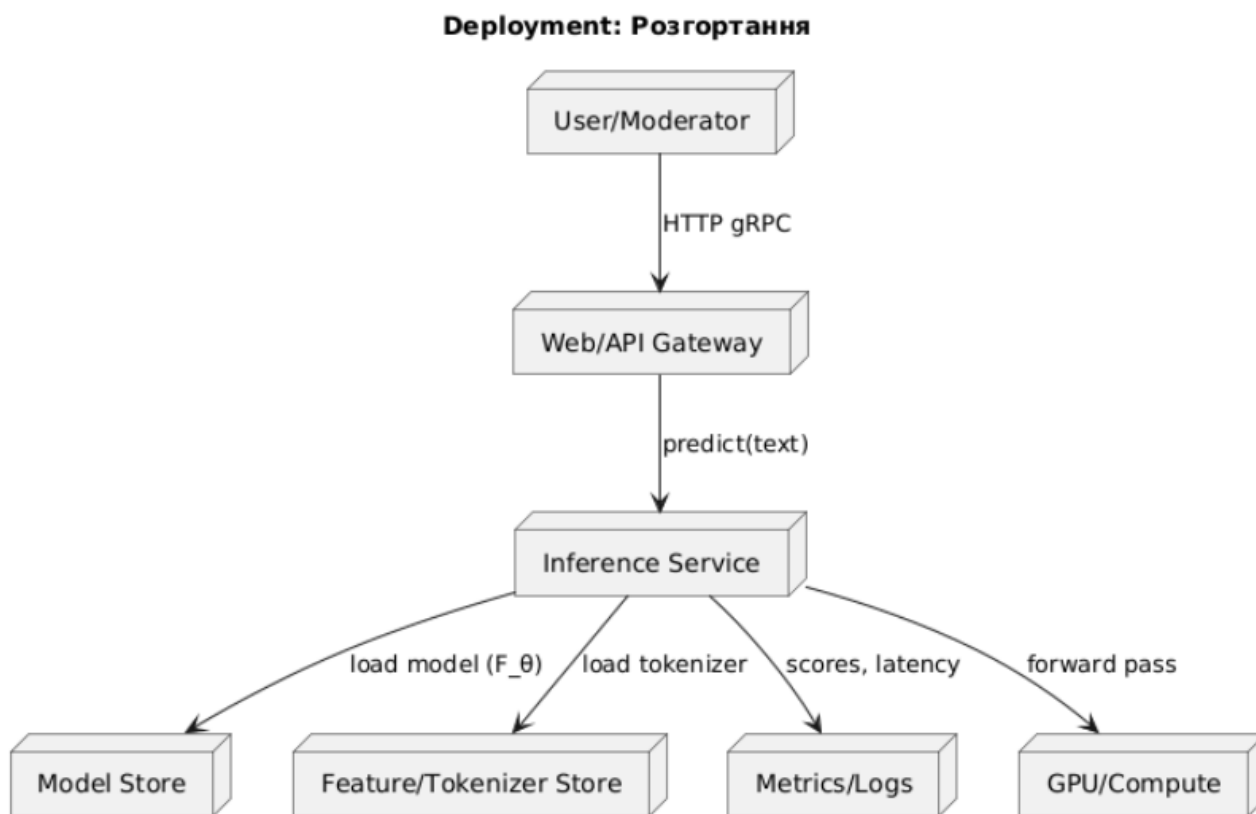 Deployment: Розгортання
User/Moderator
HTTP gRPC
Web/API Gateway
predict(text)
Inference Service
load model (F_θ)
load tokenizer
scores, latency
forward pass
Model Store
Feature/Tokenizer Store
Metrics/Logs
GPU/Compute